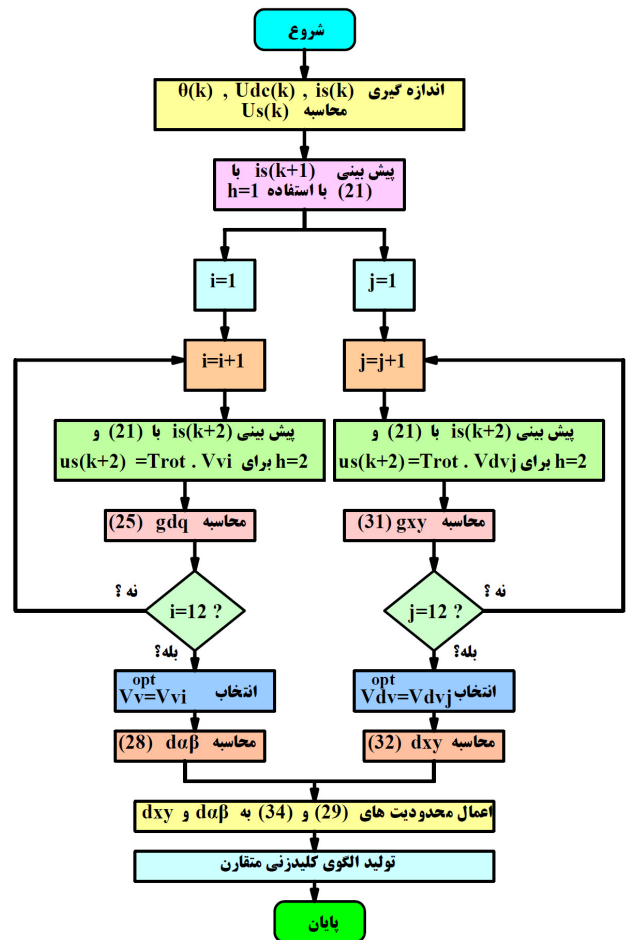 شروع
اندازه گیری θ(k) , Udc(k) , is(k)
محاسبه Us(k)
پیش بینی is(k+1) با
(21) با استفاده h=1
i=1
j=1
i=i+1
j=j+1
پیش بینی is(k+2) با (21) و
h=2 برای us(k+2) =Trot . Vvi
پیش بینی is(k+2) با (21) و
h=2 برای us(k+2) =Trot . Vdvj
محاسبه gdq (25)
محاسبه gxy (31)
نه ؟
i=12 ?
j=12 ?
نه ؟
بله؟
بله؟
opt
انتخاب Vv=Vvi
opt
انتخاب Vdv=Vdvj
محاسبه dαβ (28)
محاسبه dxy (32)
اعمال محدودیت های (29) و (34) به dαβ و dxy
تولید الگوی کلیدزنی متقارن
پایان